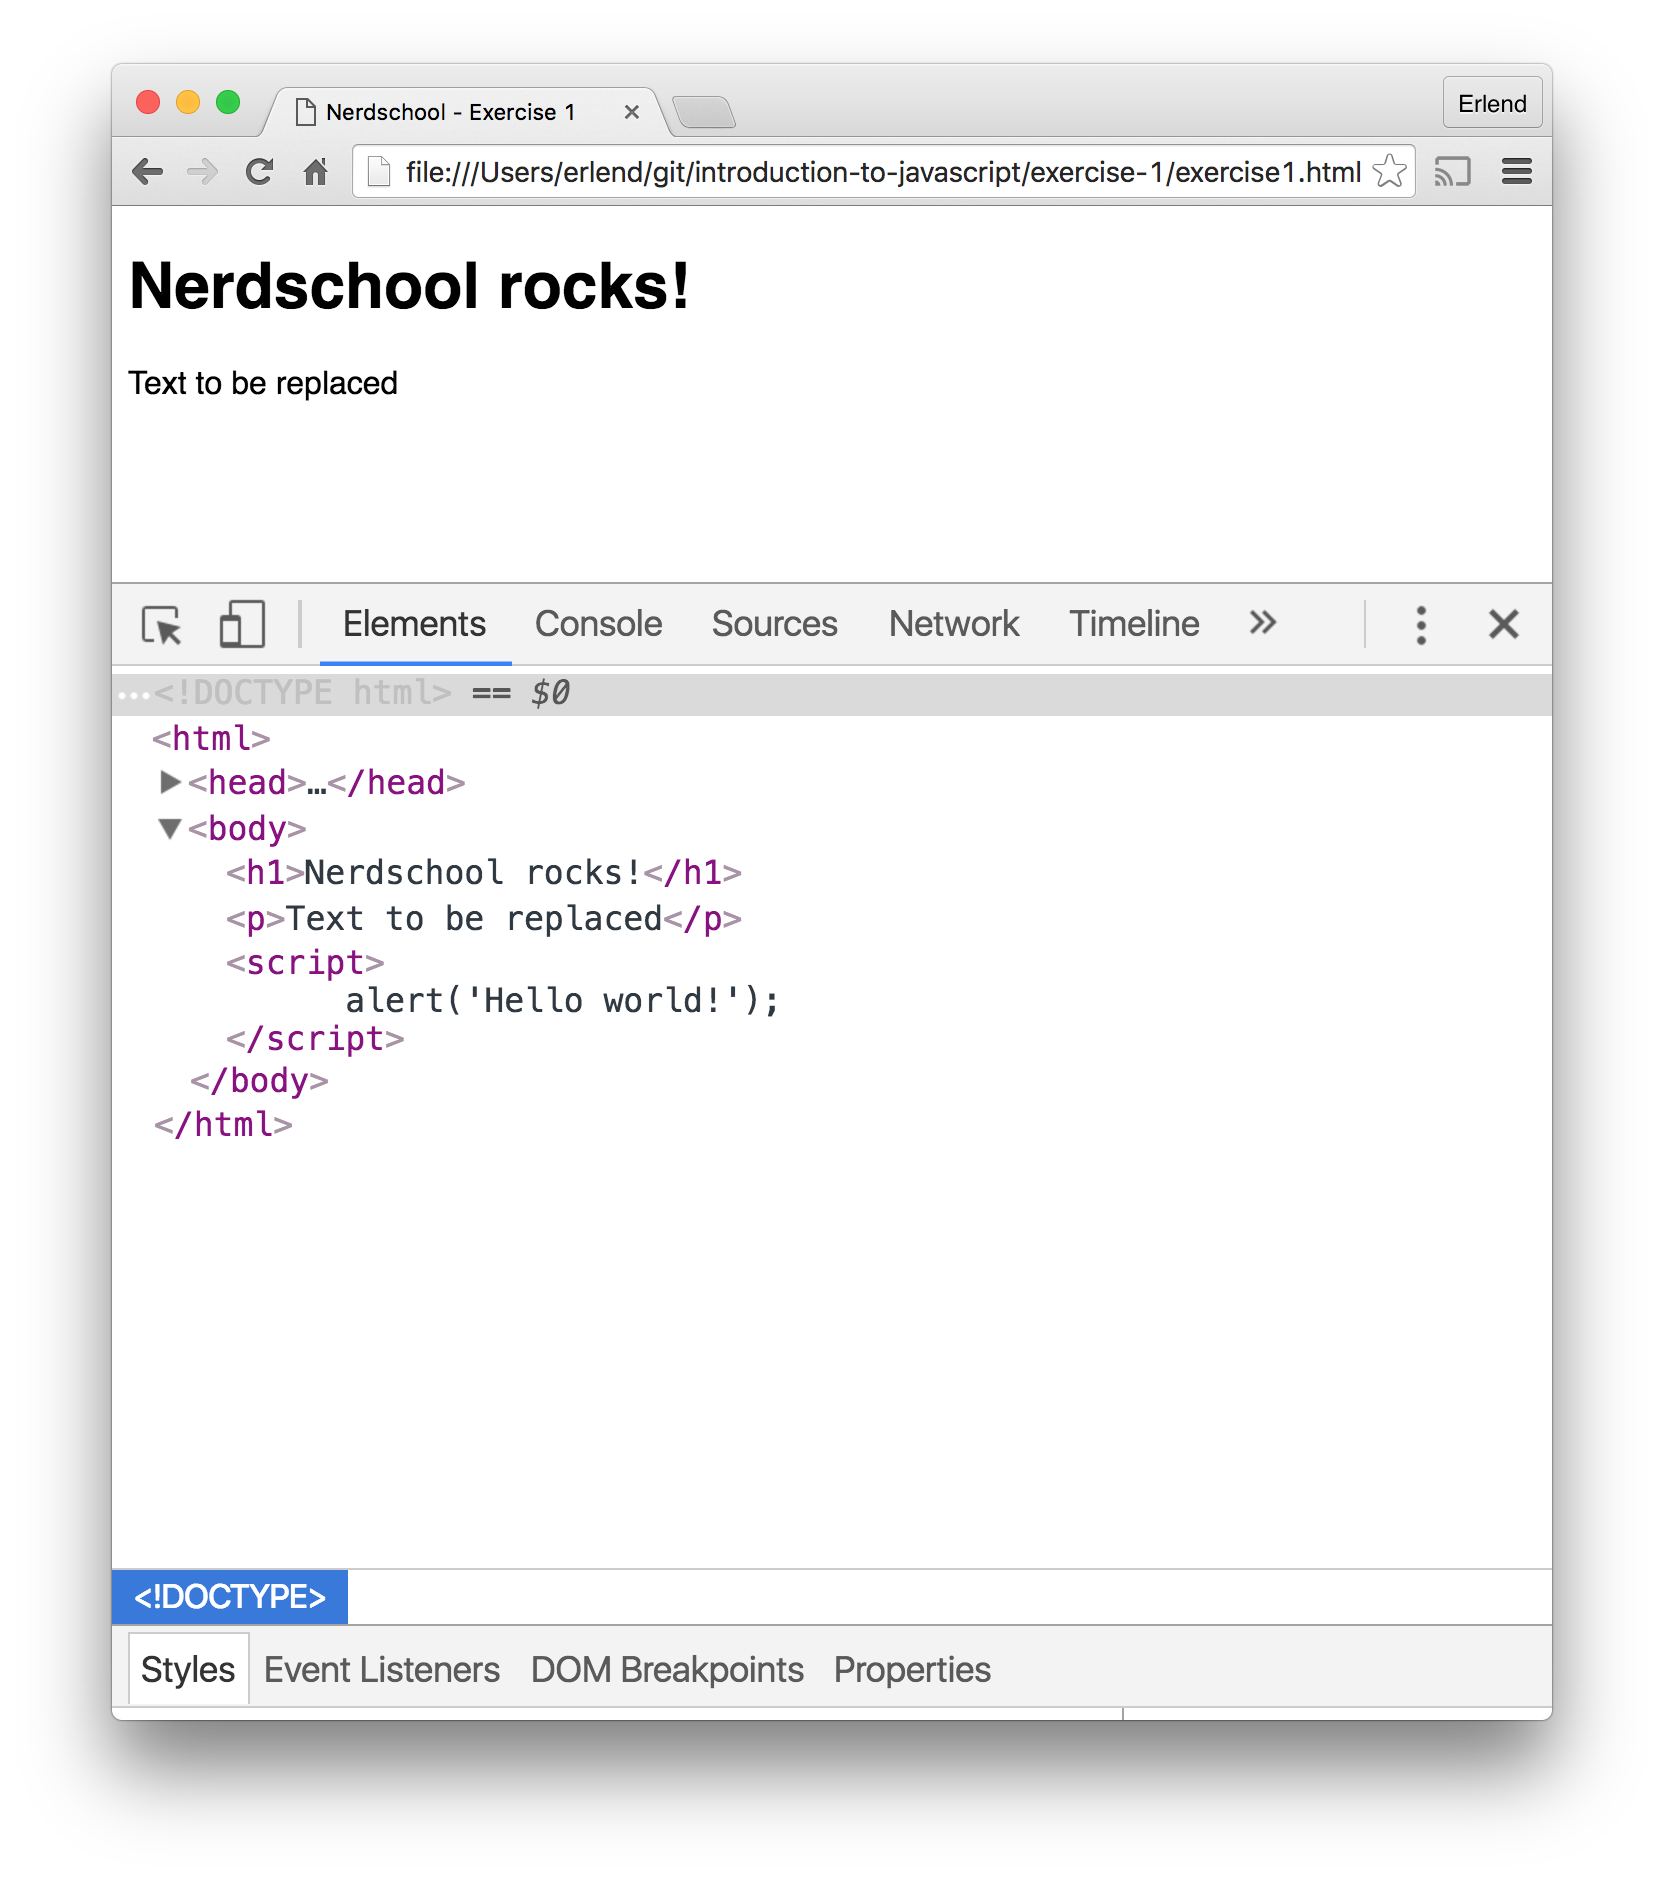 Nerdschool - Exercise 1
Erlend
file:///Users/erlend/git/introduction-to-javascript/exercise-1/exercise1.html
Nerdschool rocks!
Text to be replaced
Elements Console Sources Network Timeline »
…<!DOCTYPE html> == $0
<html>
<head>…</head>
<body>
<h1>Nerdschool rocks!</h1>
<p>Text to be replaced</p>
<script>
alert('Hello world!');
</script>
</body>
</html>
<!DOCTYPE>
Styles Event Listeners DOM Breakpoints Properties